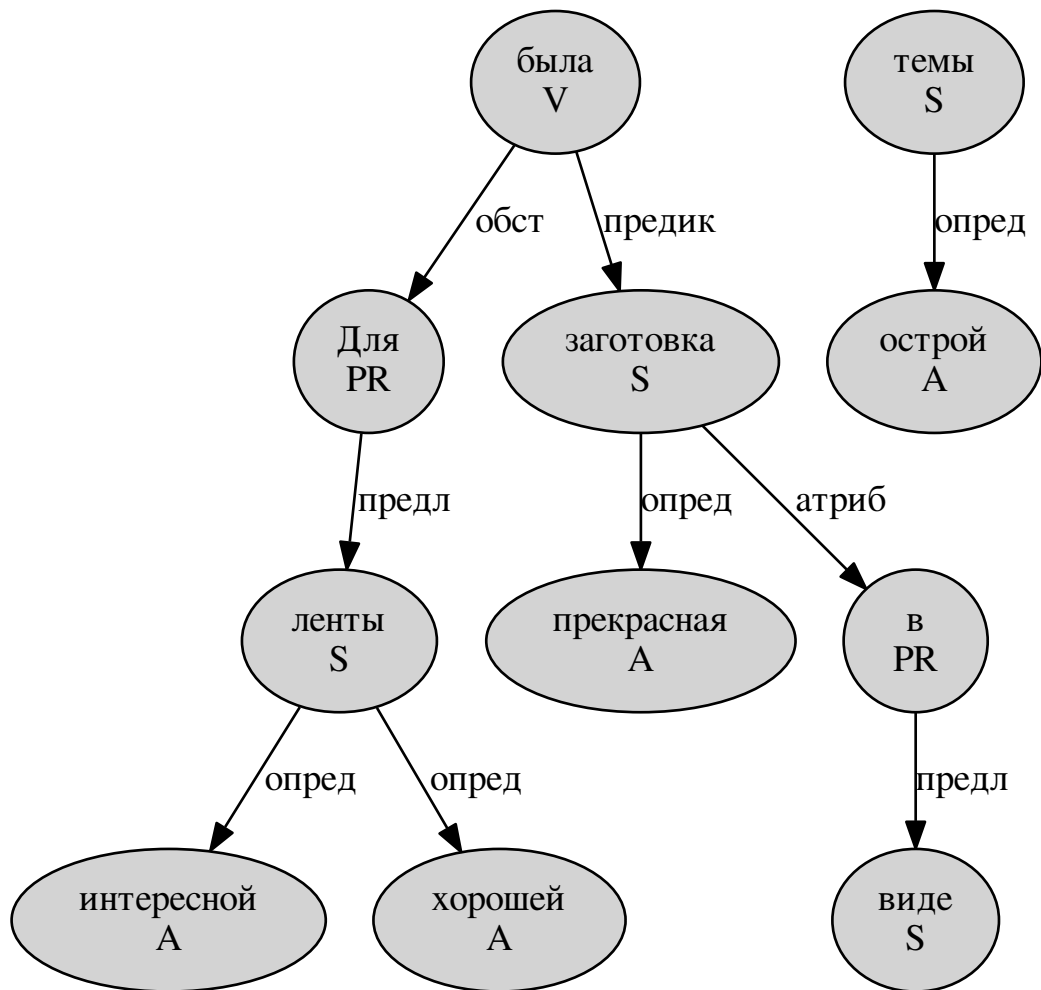 была
V
темы
S
обст
предик
опред
Для
PR
заготовка
S
острой
A
предл
опред
атриб
ленты
S
прекрасная
A
в
PR
опред
опред
предл
интересной
A
хорошей
A
виде
S